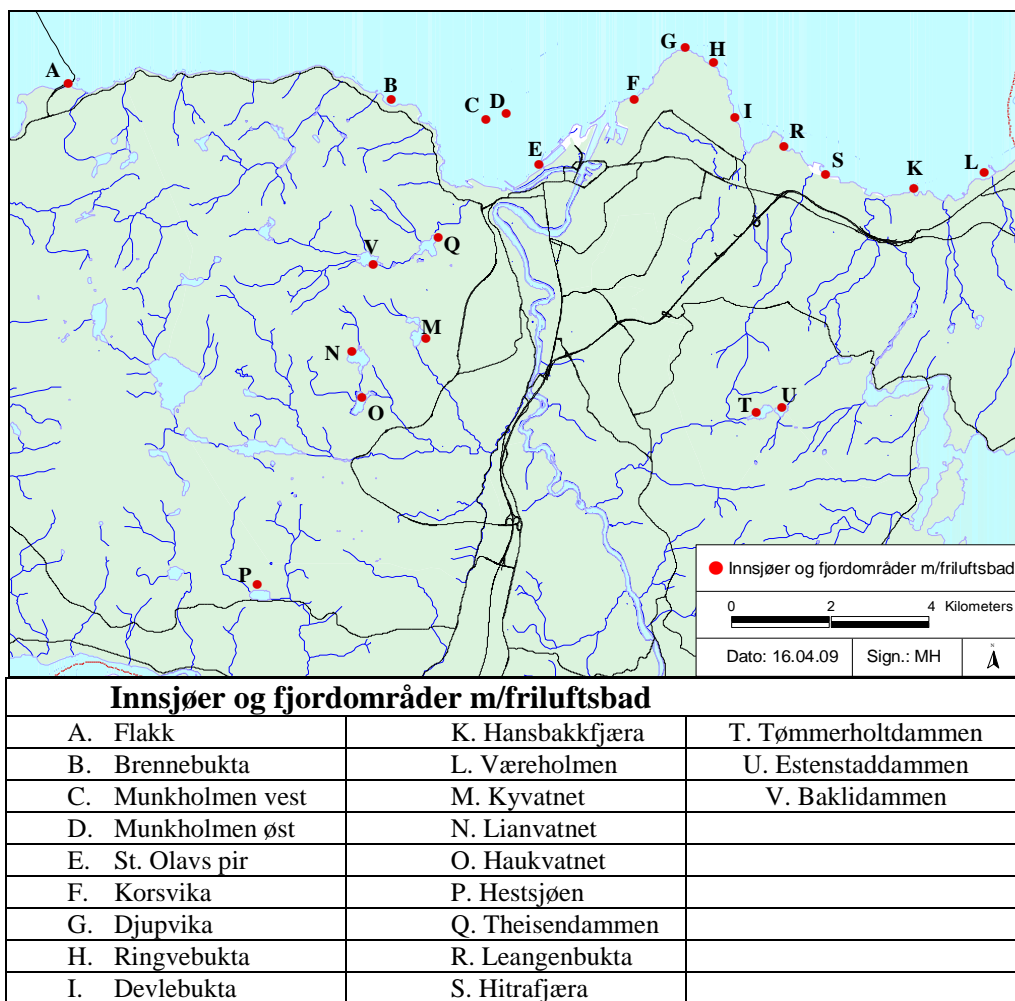 G
H
A
B
F
C
D
I
R
E
S
K
L
V
Q
M
N
O
T
U
P
Innsjøer og fjordområder m/friluftsbad
0 2 4 Kilometers
Dato: 16.04.09 Sign.: MH
N
Innsjøer og fjordområder m/friluftsbad
A. Flakk K. Hansbakkfjæra T. Tømmerholtdammen
B. Brennebukta L. Væreholmen U. Estenstaddammen
C. Munkholmen vest M. Kyvatnet V. Baklidammen
D. Munkholmen øst N. Lianvatnet
E. St. Olavs pir O. Haukvatnet
F. Korsvika P. Hestsjøen
G. Djupvika Q. Theisendammen
H. Ringvebukta R. Leangenbukta
I. Devlebukta S. Hitrafjæra